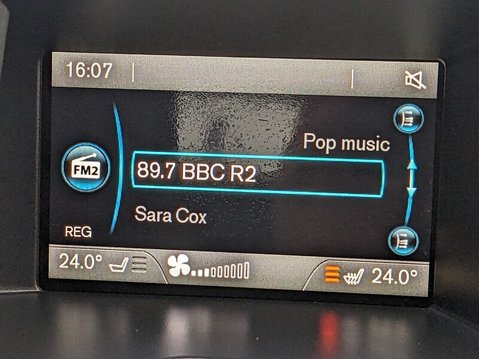 16:07
Pop music
FM2
89.7 BBC R2
Sara Cox
REG
24.0°
24.0°